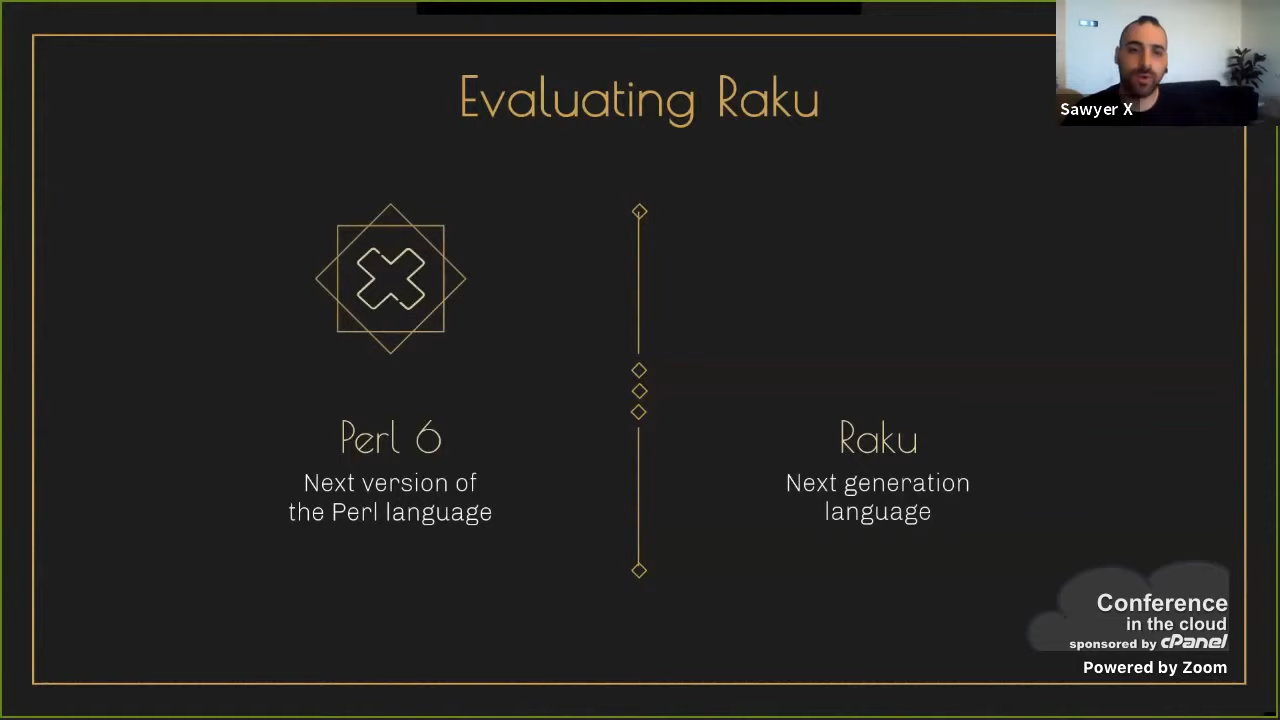 Evaluating Raku
Sawyer X
Perl 6
Next version of
the Perl language
Raku
Next generation
language
Conference
in the cloud
sponsored by cPanel
Powered by Zoom